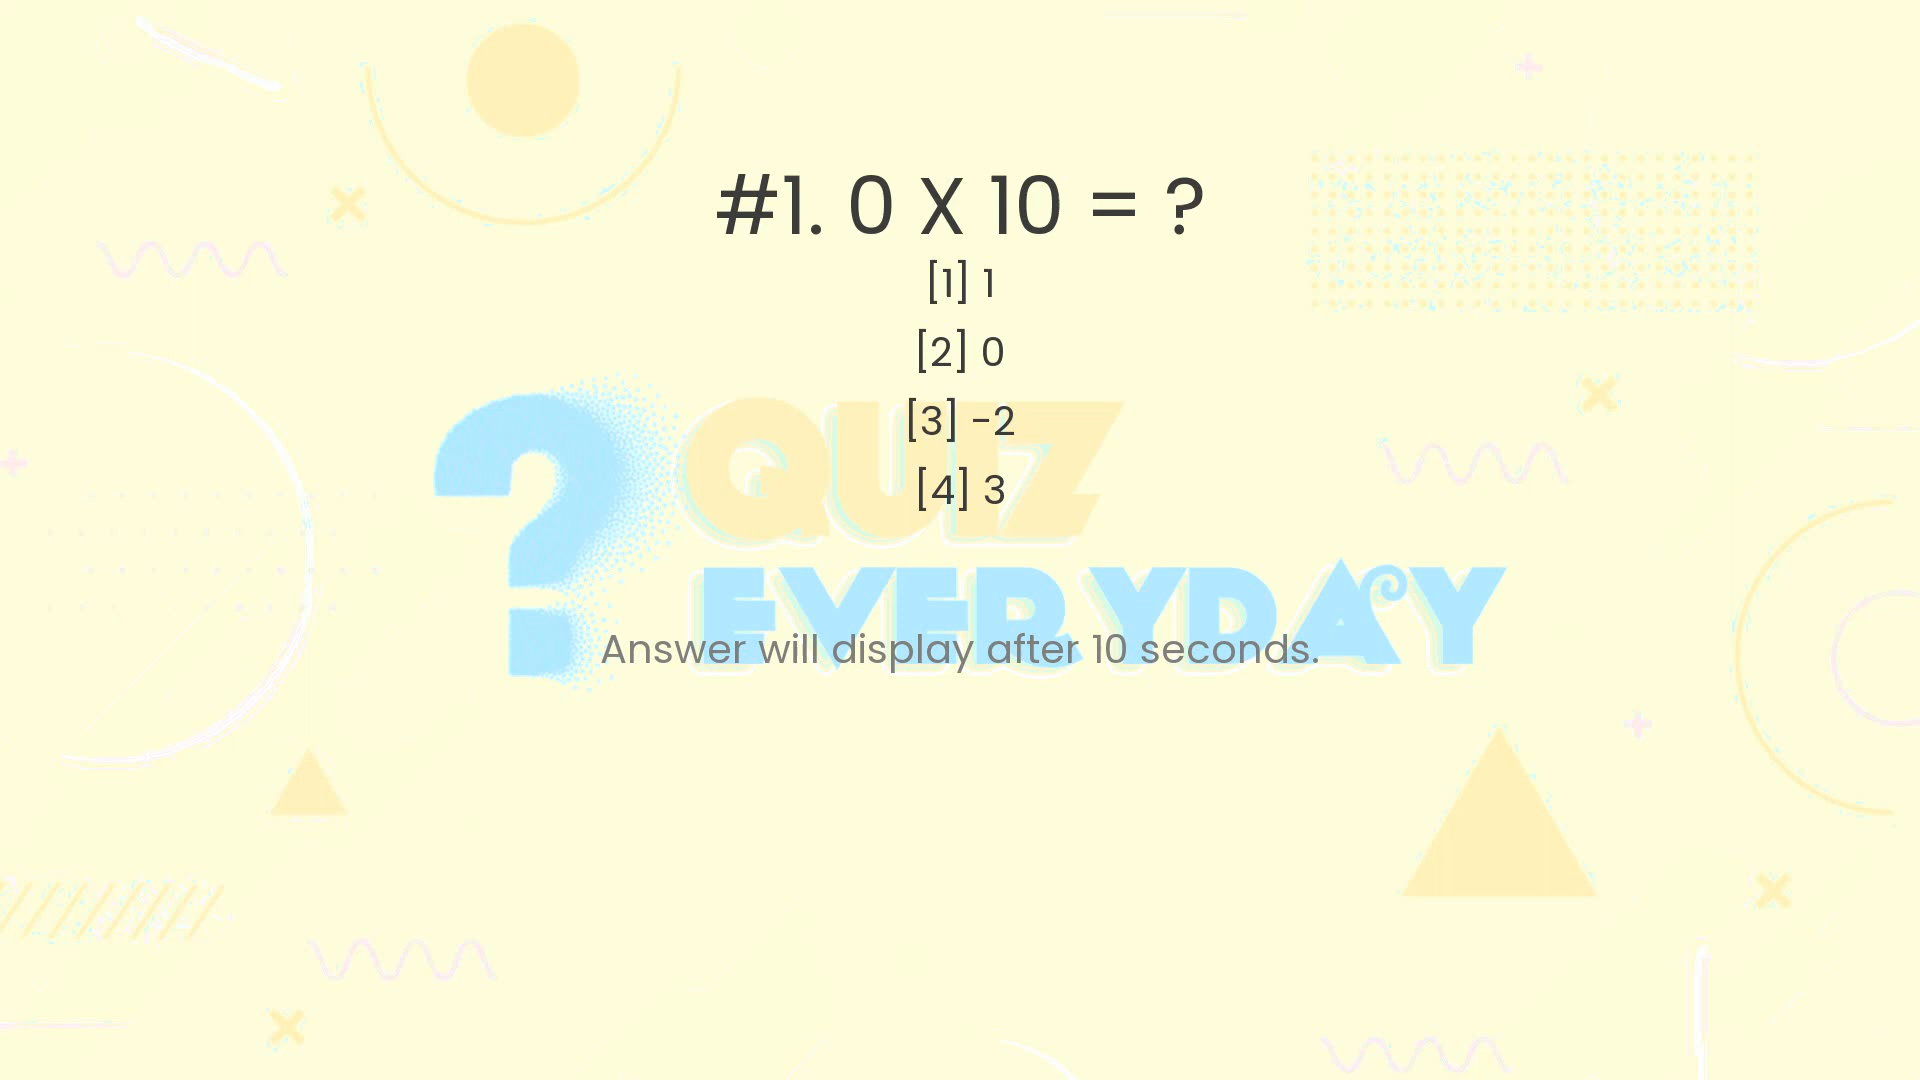 #1. 0 X 10 = ?
[1] 1
[2] 0
[3] -2
[4] 3
? QUIZ
EVERYDAY
Answer will display after 10 seconds.